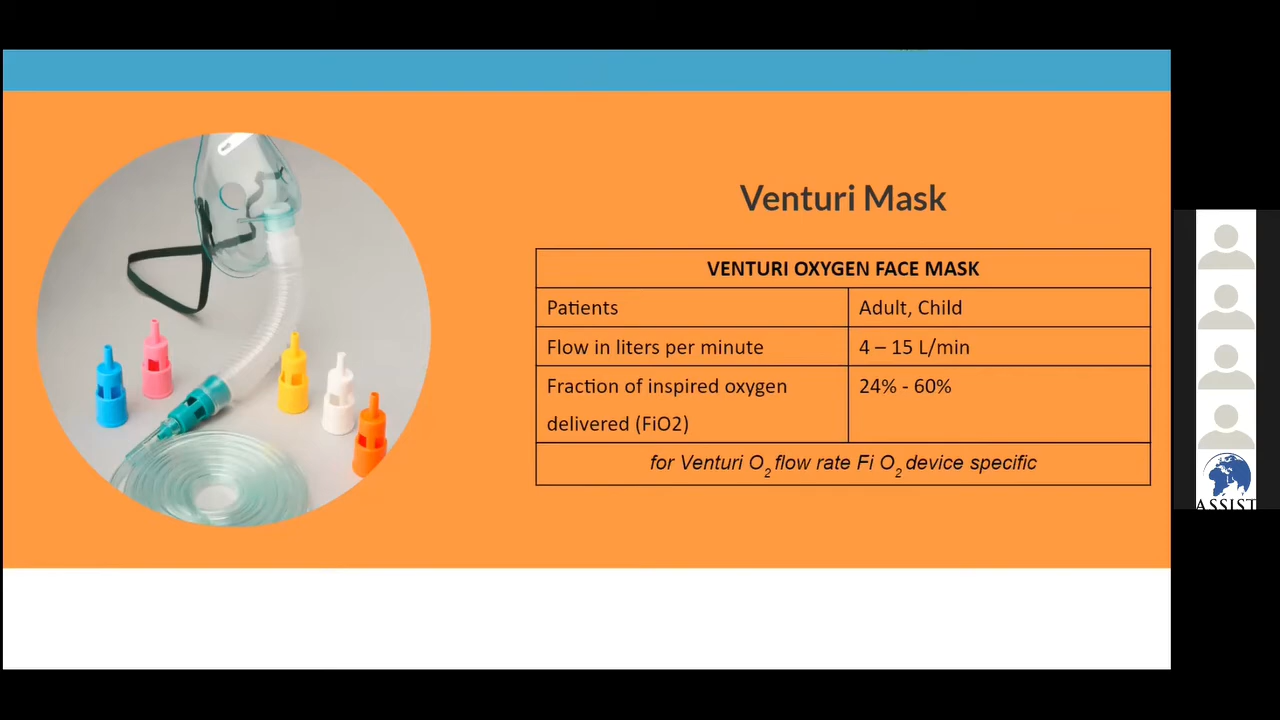 Venturi Mask
VENTURI OXYGEN FACE MASK
Patients
Adult, Child
Flow in liters per minute
4 – 15 L/min
Fraction of inspired oxygen
delivered (FiO2)
24% - 60%
for Venturi O2 flow rate Fi O2 device specific
ASSIST